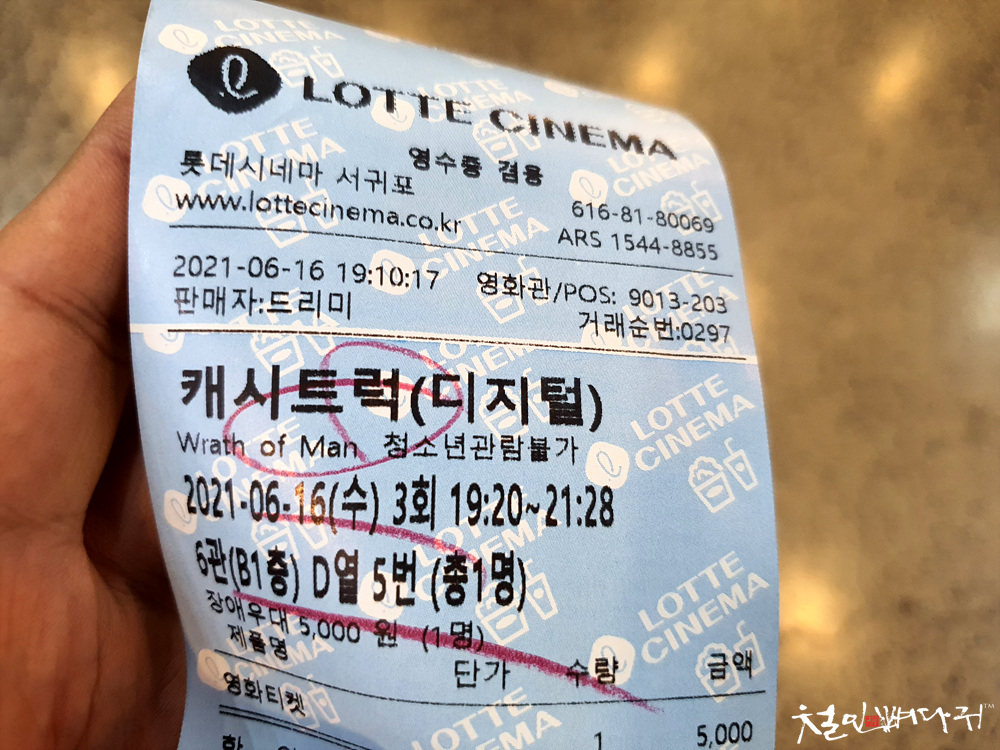 LOTTE CINEMA
영수증 겸용
롯데시네마 서귀포
616-81-80069
www.lottecinema.co.kr
ARS 1544-8855
2021-06-16 19:10:17 영화관/POS: 9013-203
판매자:드리미 거래순번:0297
캐시트럭(디지털)
Wrath of Man 청소년관람불가
2021-06-16(수) 3회 19:20~21:28
6관(B1층) D열 5번 (총1명)
장애우대 5,000 원 (1명)
제품명 단가 수량 금액
영화티켓
1 5,000